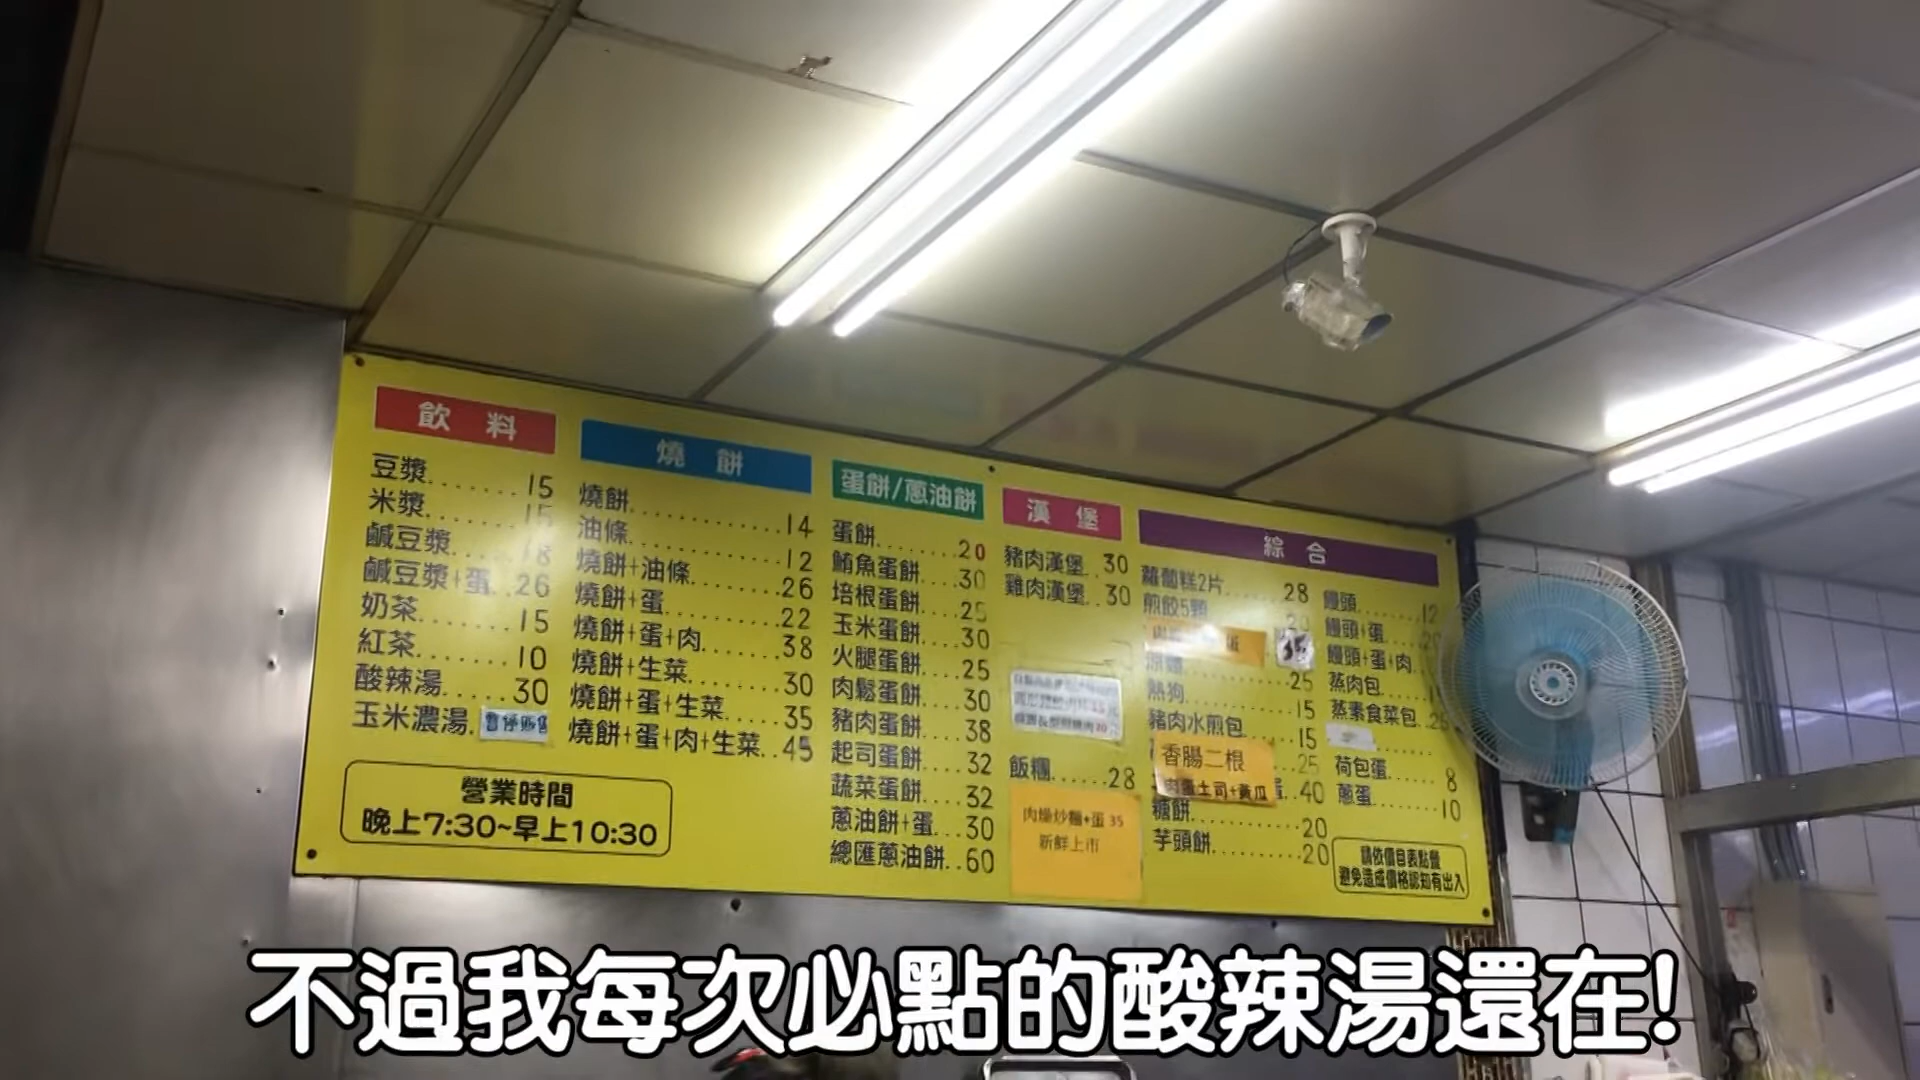 飲料
豆漿.......15
米漿.......15
鹹豆漿.....18
鹹豆漿+蛋..26
奶茶.......15
紅茶.......10
酸辣湯.....30
玉米濃湯.暫停販售
營業時間
晚上7:30~早上10:30
燒餅
燒餅...........14
油條...........12
燒餅+油條.......26
燒餅+蛋........22
燒餅+蛋+肉......38
燒餅+生菜.......30
燒餅+蛋+生菜....35
燒餅+蛋+肉+生菜..45
蛋餅/蔥油餅
蛋餅.......20
鮪魚蛋餅....30
培根蛋餅....25
玉米蛋餅....30
火腿蛋餅....25
肉鬆蛋餅....30
豬肉蛋餅....38
起司蛋餅....32
蔬菜蛋餅....32
蔥油餅+蛋...30
總匯蔥油餅..60
漢堡
豬肉漢堡..30
雞肉漢堡..30
飯糰......28
肉燥炒麵+蛋 35
新鮮上市
綜合
蘿蔔糕2片......28
煎餃5顆
蛋 35
涼麵...........25
熱狗...........15
豬肉水煎包.....15
25
香腸二根
肉蛋土司+黃瓜
40
糖餅...........20
芋頭餅.........20
饅頭......12
饅頭+蛋
饅頭+蛋+肉
蒸肉包
蒸素食菜包..25
荷包蛋......8
蔥蛋.......10
請依價目表點餐
避免造成價格認知有出入
不過我每次必點的酸辣湯還在!